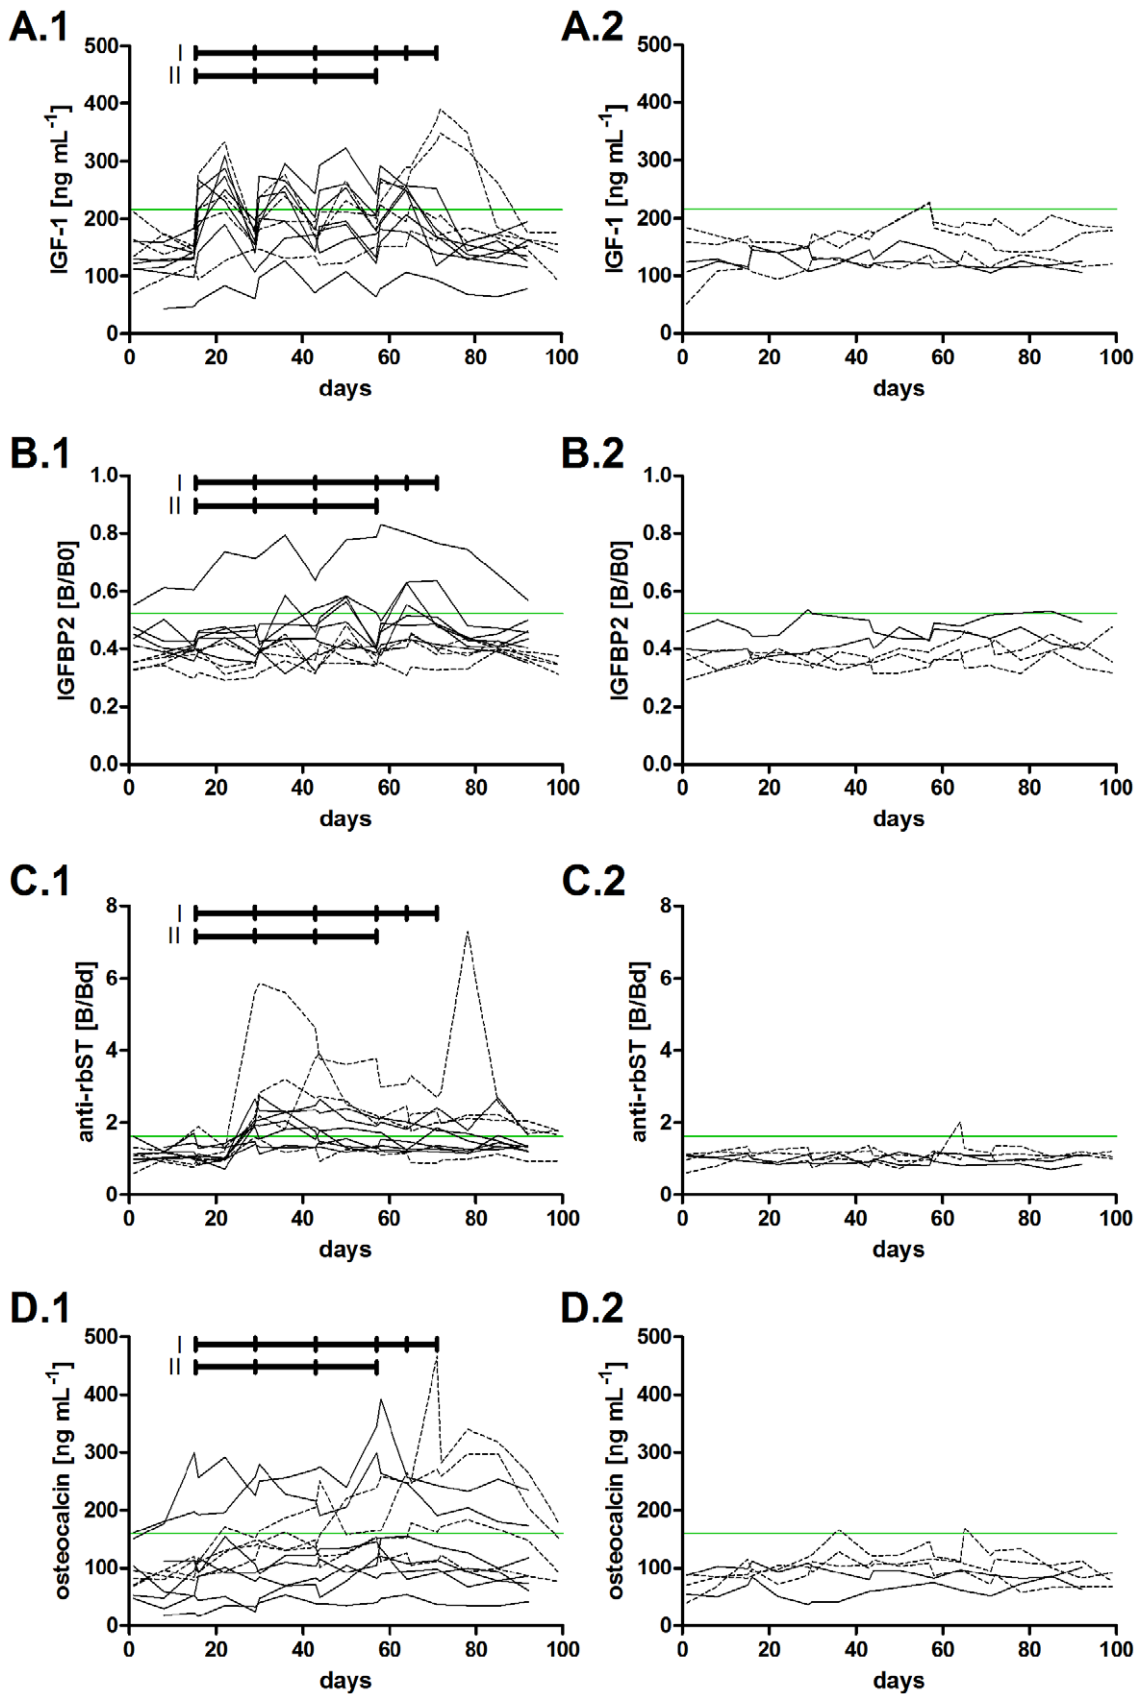 A.1
500
400
300
200
100
0
IGF-1 [ng mL⁻¹]
I
II
0 20 40 60 80 100
days
A.2
500
400
300
200
100
0
IGF-1 [ng mL⁻¹]
0 20 40 60 80 100
days
B.1
1.0
0.8
0.6
0.4
0.2
0.0
IGFBP2 [B/B0]
I
II
0 20 40 60 80 100
days
B.2
1.0
0.8
0.6
0.4
0.2
0.0
IGFBP2 [B/B0]
0 20 40 60 80 100
days
C.1
8
6
4
2
0
anti-rbST [B/Bd]
I
II
0 20 40 60 80 100
days
C.2
8
6
4
2
0
anti-rbST [B/Bd]
0 20 40 60 80 100
days
D.1
500
400
300
200
100
0
osteocalcin [ng mL⁻¹]
I
II
0 20 40 60 80 100
days
D.2
500
400
300
200
100
0
osteocalcin [ng mL⁻¹]
0 20 40 60 80 100
days